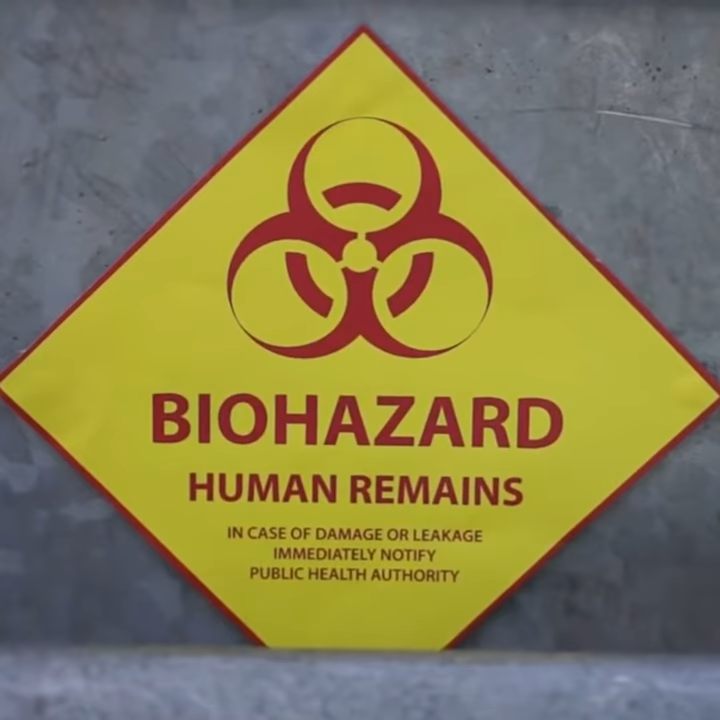 BIOHAZARD
HUMAN REMAINS
IN CASE OF DAMAGE OR LEAKAGE
IMMEDIATELY NOTIFY
PUBLIC HEALTH AUTHORITY